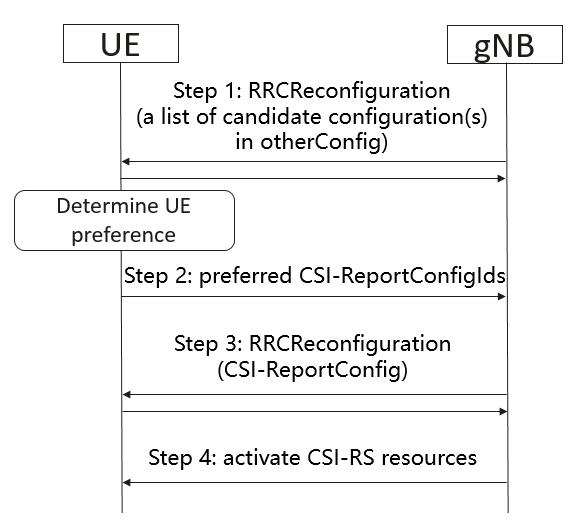 UE
gNB
Step 1: RRCReconfiguration
(a list of candidate configuration(s)
in otherConfig)
Determine UE
preference
Step 2: preferred CSI-ReportConfigIds
Step 3: RRCReconfiguration
(CSI-ReportConfig)
Step 4: activate CSI-RS resources